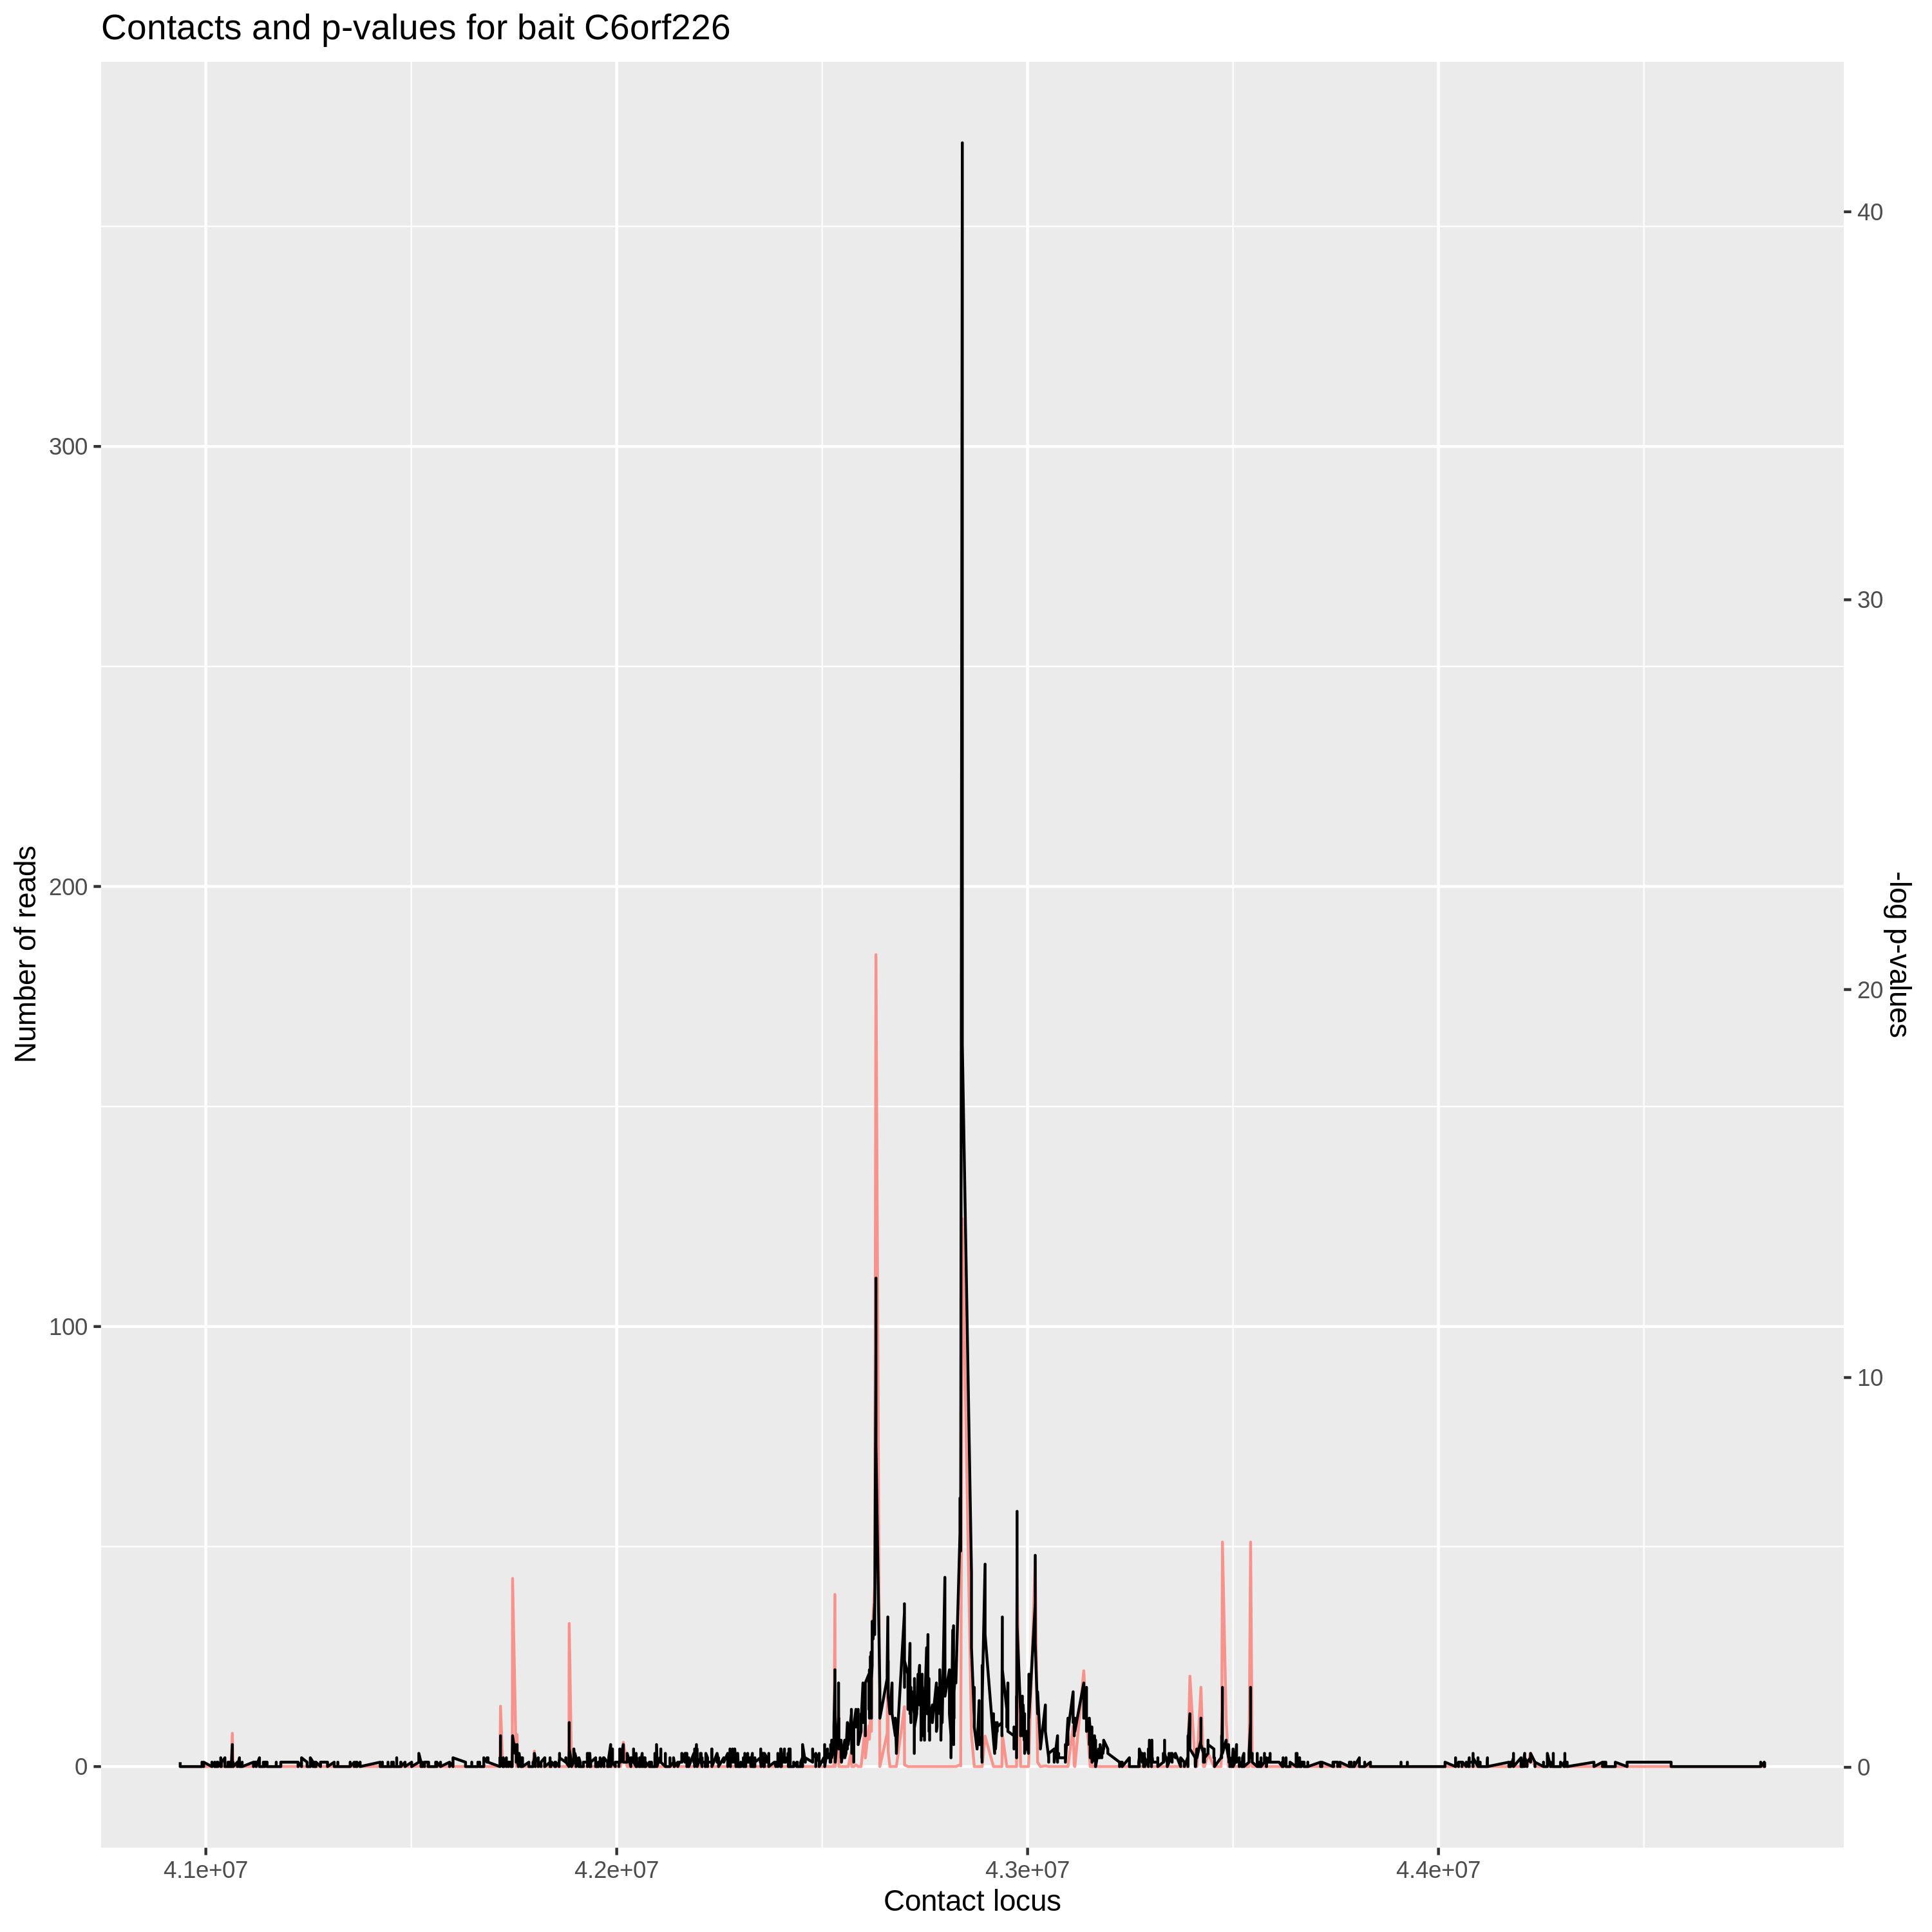 Contacts and p-values for bait C6orf226
Number of reads
300
200
100
0
40
30
20
10
0
-log p-values
4.1e+07 4.2e+07 4.3e+07 4.4e+07
Contact locus